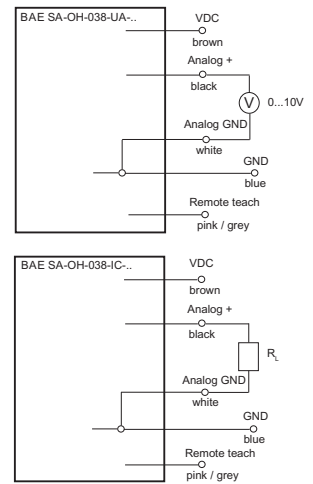 BAE SA-OH-038-UA-..
VDC
brown
Analog +
black
V
0...10V
Analog GND
white
GND
blue
Remote teach
pink / grey
BAE SA-OH-038-IC-..
VDC
brown
Analog +
black
RL
Analog GND
white
GND
blue
Remote teach
pink / grey